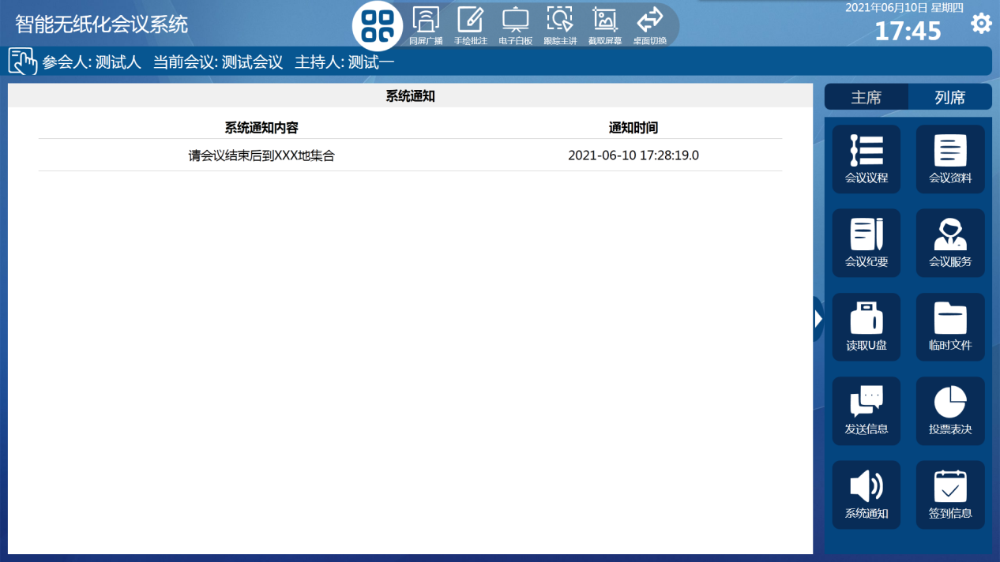 智能无纸化会议系统
同屏广播 手绘批注 电子白板 跟踪主讲 截取屏幕 桌面切换
2021年06月10日 星期四
17:45
参会人: 测试人 当前会议: 测试会议 主持人: 测试一
系统通知
系统通知内容 通知时间
请会议结束后到XXX地集合 2021-06-10 17:28:19.0
主席 列席
会议议程 会议资料
会议纪要 会议服务
读取U盘 临时文件
发送信息 投票表决
系统通知 签到信息